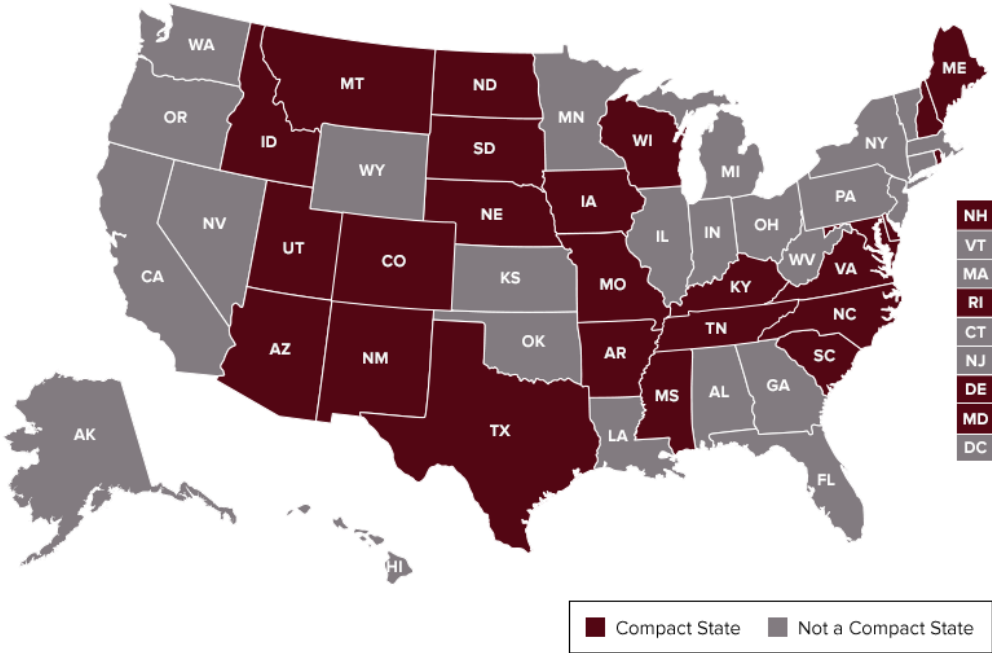 WA
ME
MT
ND
OR
MN
ID
WI
NY
SD
WY
MI
IA
PA
NE
NV
OH
IL
IN
UT
CO
WV
VA
CA
KS
MO
KY
NC
TN
AZ
NM
OK
AR
SC
GA
MS
AL
TX
AK
LA
FL
HI
NH
VT
MA
RI
CT
NJ
DE
MD
DC
Compact State
Not a Compact State